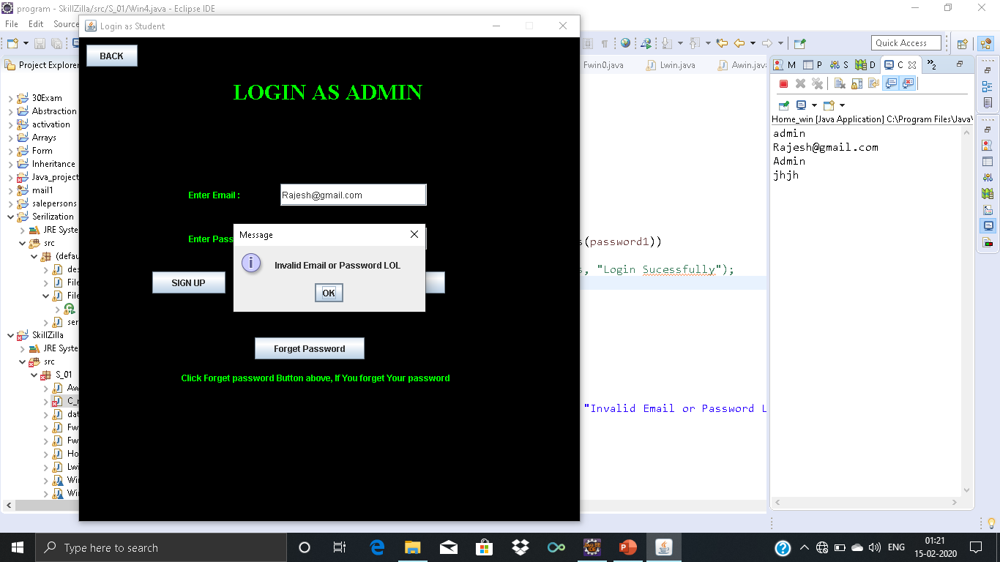 program - SkillZilla/src/S_01/Win4.java - Eclipse IDE
File Edit Source
Quick Access
Login as Student
BACK
LOGIN AS ADMIN
Enter Email :
Rajesh@gmail.com
Enter Pass
Message
Invalid Email or Password LOL
OK
SIGN UP
Forget Password
Click Forget password Button above, If You forget Your password
Project Explorer
30Exam
Abstraction
activation
Arrays
Form
Inheritance
Java_project
mail1
salepersons
Serilization
JRE Syste
src
(defau
des
File
File
ser
SkillZilla
JRE Syste
src
S_01
Aw
C_r
dat
Fw
Fw
Ho
Lwi
Wi
Wi
Fwin0.java Lwin.java Awin.java
s(password1))
s, "Login Sucessfully");
"Invalid Email or Password L
M P S D C 2
Home_win [Java Application] C:\Program Files\Java\
admin
Rajesh@gmail.com
Admin
jhjh
Type here to search
ENG
01:21
15-02-2020